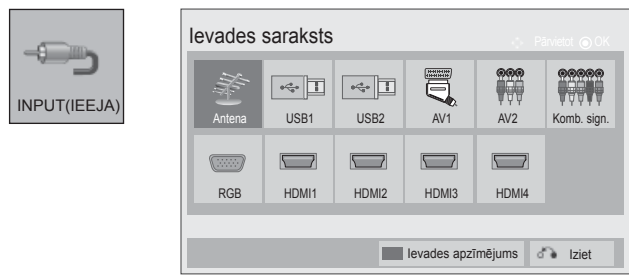 INPUT(IEEJA)
Ievades saraksts
Pārvietot OK
Antena USB1 USB2 AV1 AV2 Komb. sign.
RGB HDMI1 HDMI2 HDMI3 HDMI4
Ievades apzīmējums Iziet